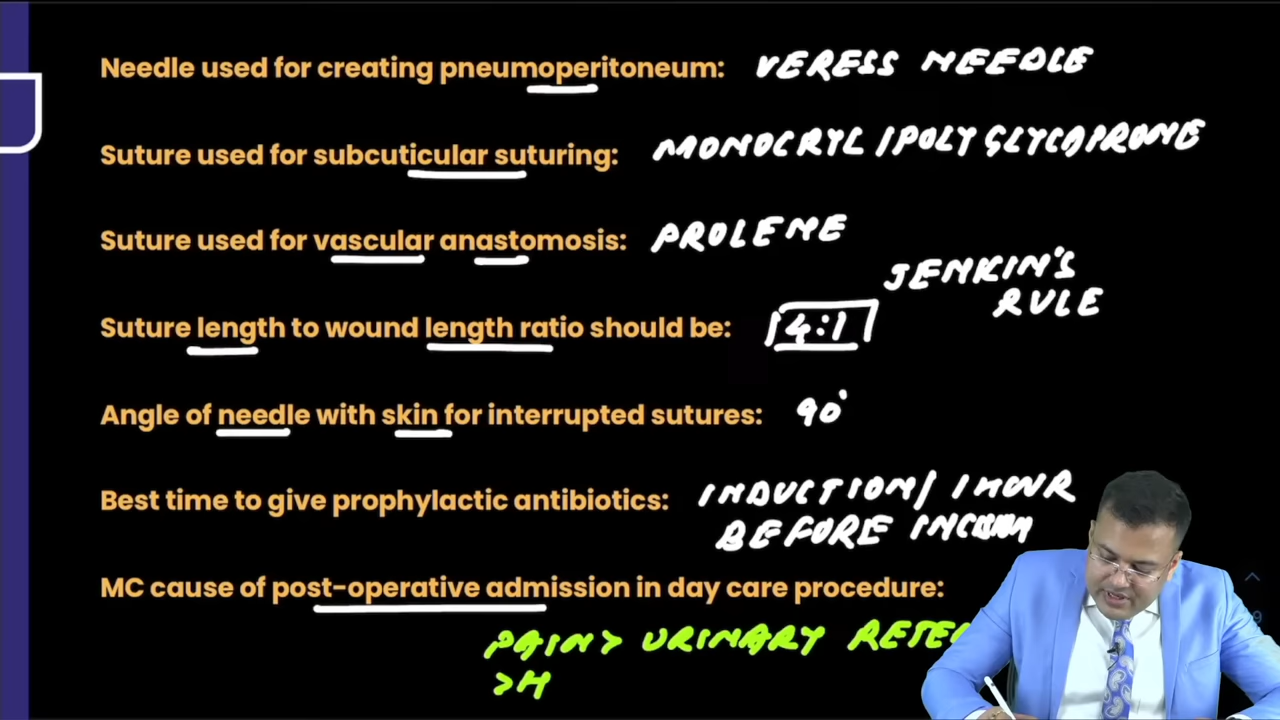 Needle used for creating pneumoperitoneum: VERESS NEEDLE
Suture used for subcuticular suturing: MONOCRYL / POLYGLYCAPRONE
Suture used for vascular anastomosis: PROLENE
JENKIN'S
RULE
Suture length to wound length ratio should be: 4:1
Angle of needle with skin for interrupted sutures: 90°
Best time to give prophylactic antibiotics: INDUCTION / 1 HOUR
BEFORE
MC cause of post-operative admission in day care procedure:
PAIN > URINARY
> H